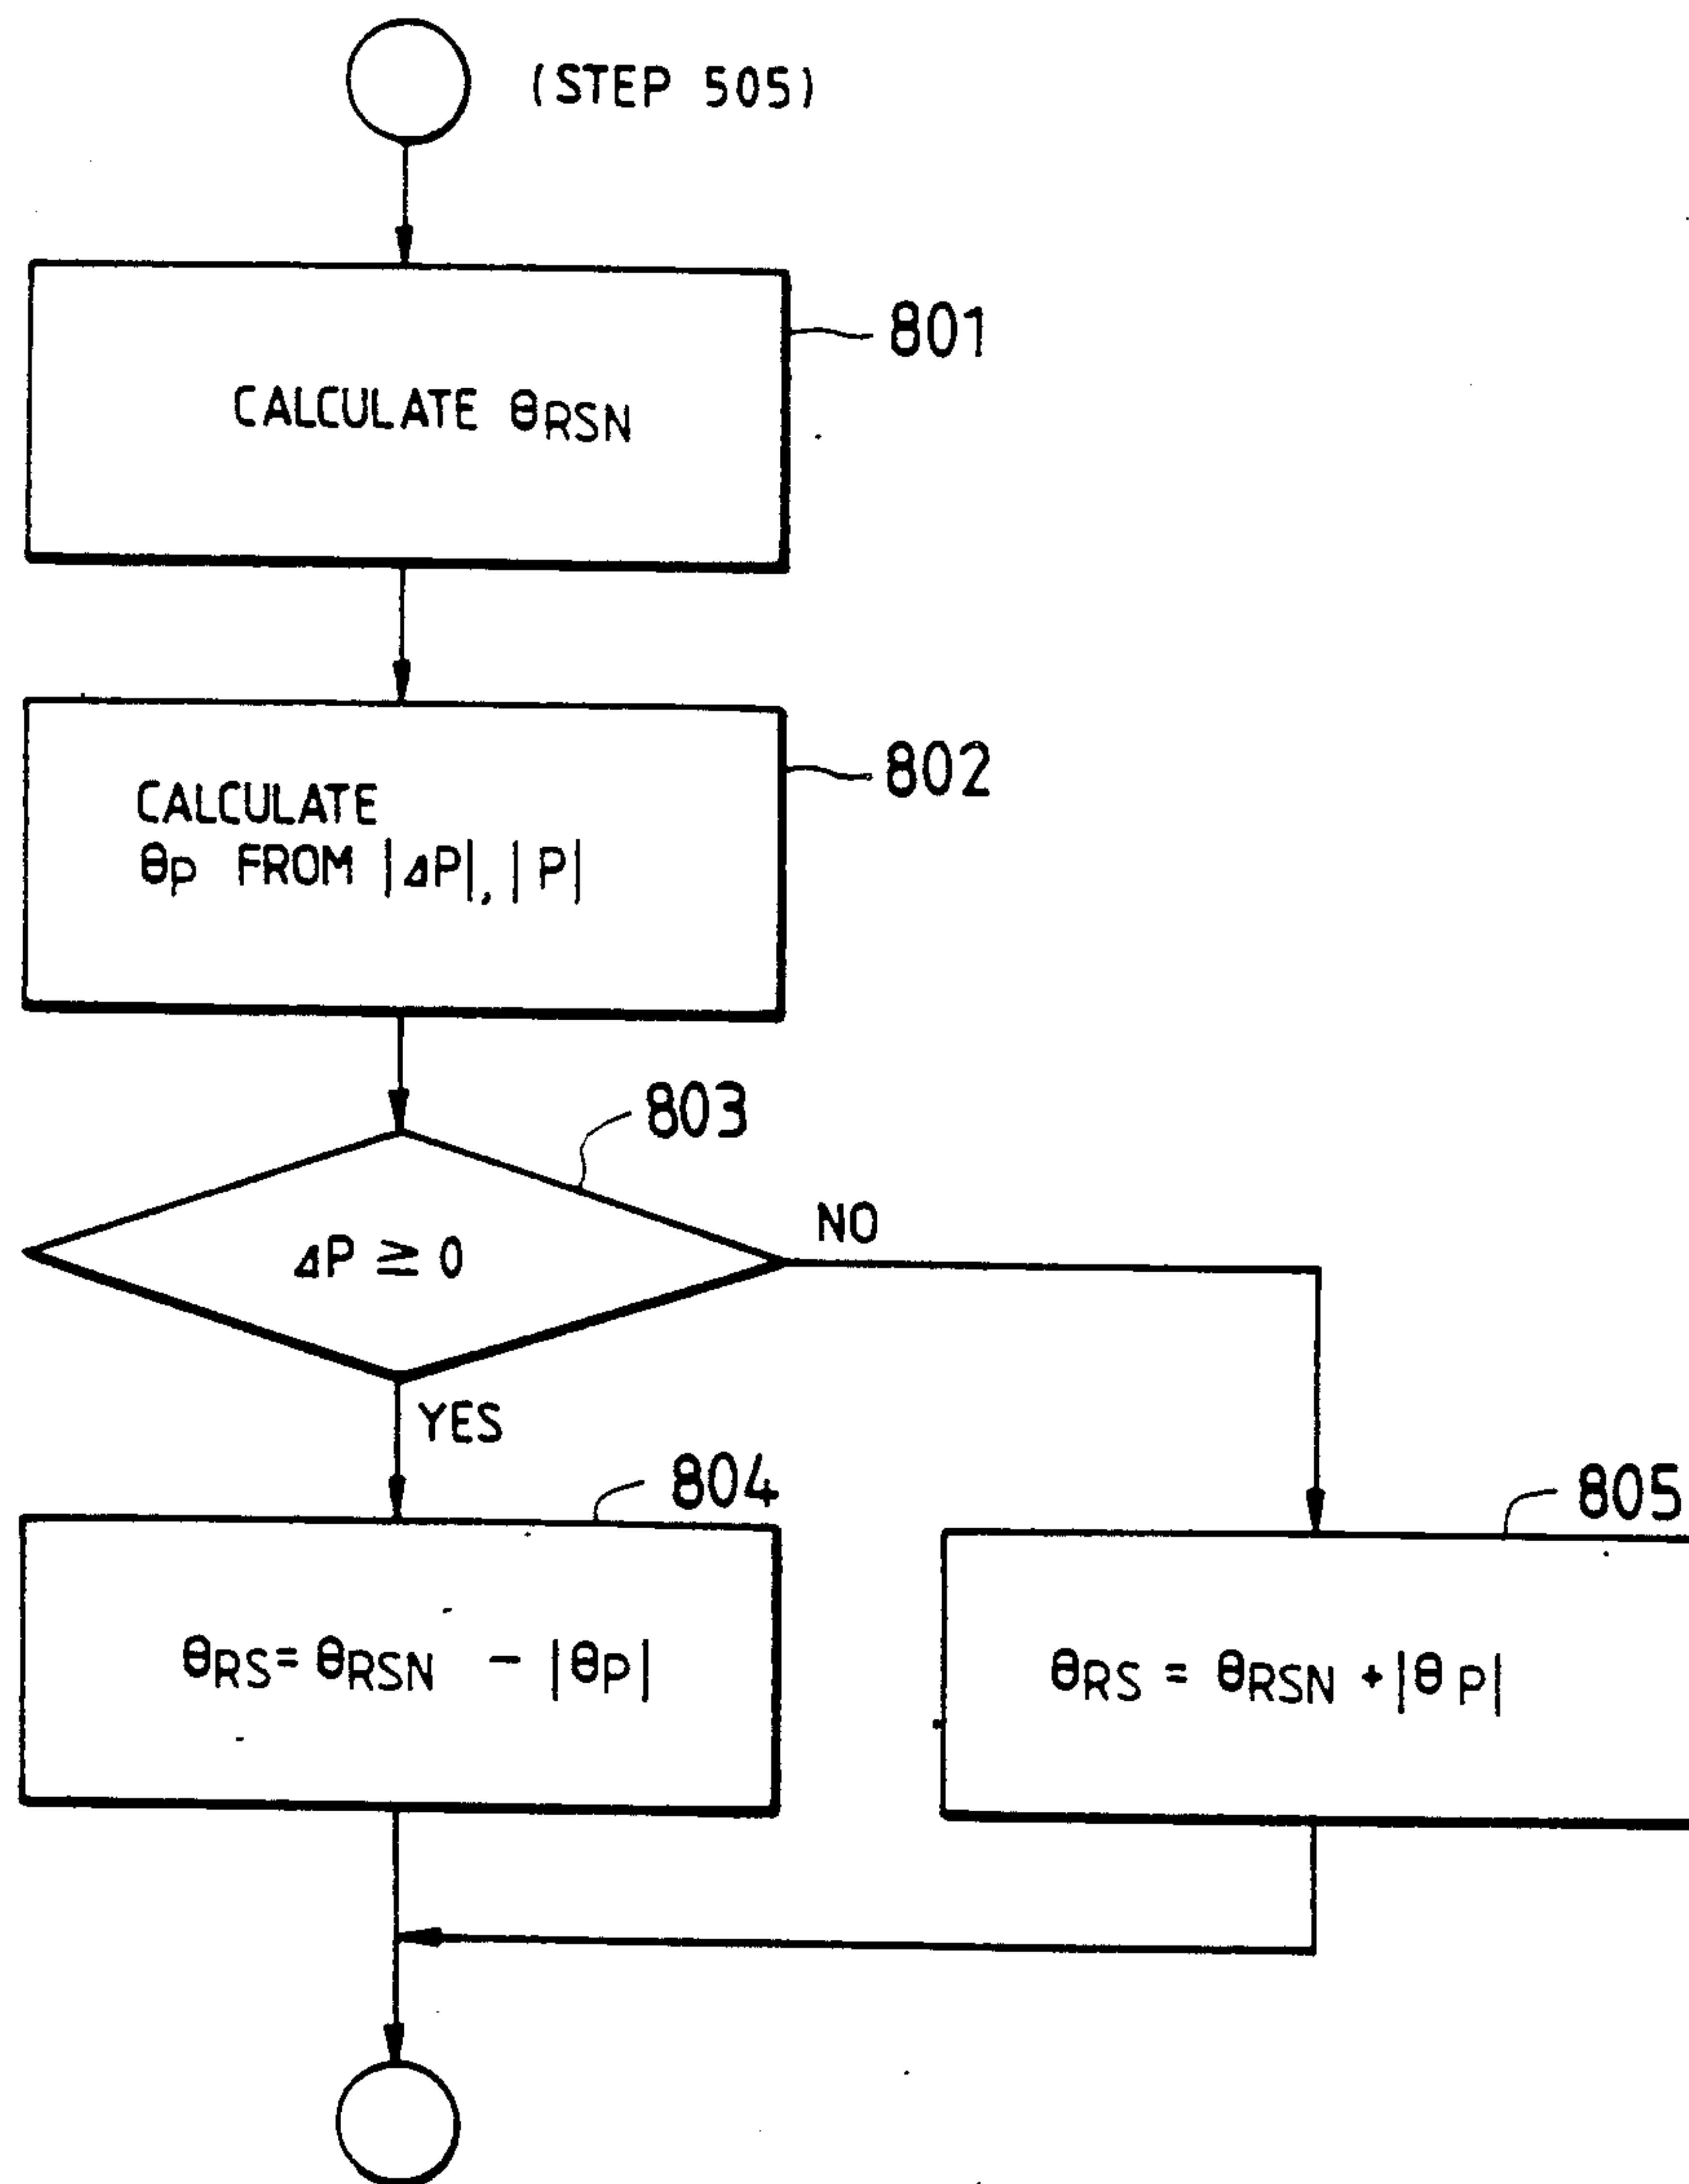 (STEP 505)
801
CALCULATE θRSN
802
CALCULATE
θP FROM |ΔP|, |P|
803
NO
ΔP ≧ 0
YES
804
805
θRS= θRSN - |θP|
θRS = θRSN +|θP|